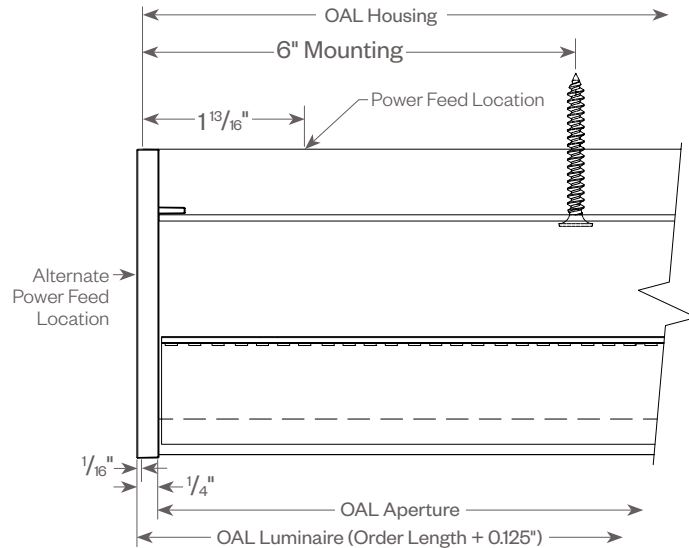 OAL Housing
6" Mounting
Power Feed Location
1 13/16"
Alternate
Power Feed
Location
1/16"
1/4"
OAL Aperture
OAL Luminaire (Order Length + 0.125")